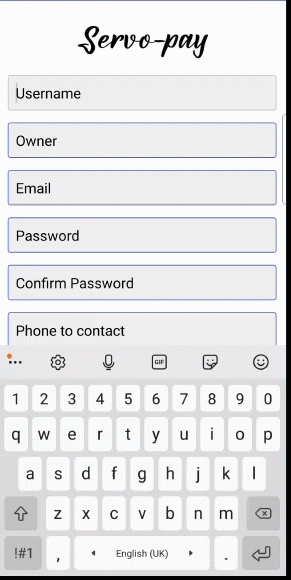 Servo-pay
Username
Owner
Email
Password
Confirm Password
Phone to contact
GIF
1 2 3 4 5 6 7 8 9 0
q w e r t y u i o p
a s d f g h j k l
z x c v b n m
!#1 , English (UK) .